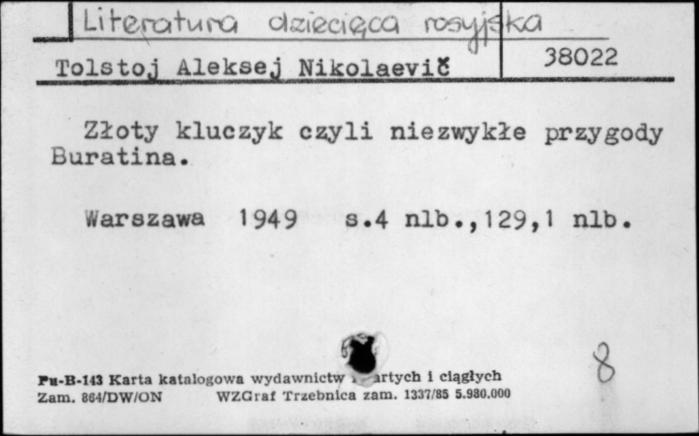 Literatura dziecięca rosyjska
Tolstoj Aleksej Nikolaevič
38022
Złoty kluczyk czyli niezwykłe przygody
Buratina.
Warszawa 1949 s.4 nlb.,129,1 nlb.
8
Pu-B-143 Karta katalogowa wydawnictw i ciągłych
Zam. 864/DW/ON WZGraf Trzebnica zam. 1337/85 5.980.000